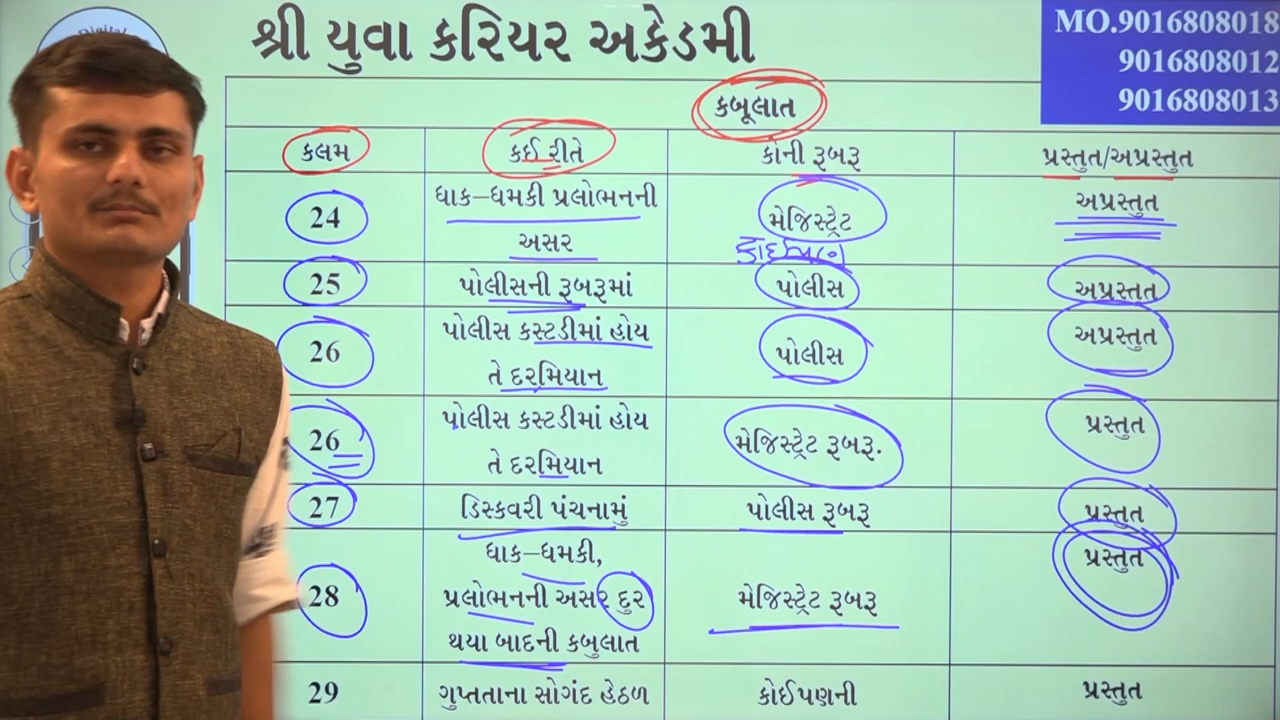 Digital
શ્રી યુવા કરિયર અકેડમી
MO.9016808018
9016808012
9016808013
કબૂલાત
કલમ
કઈ રીતે
કોની રૂબરૂ
પ્રસ્તુત/અપ્રસ્તુત
24
ધાક–ધમકી પ્રલોભનની
અસર
મેજિસ્ટ્રેટ
કોઈપણ
અપ્રસ્તુત
25
પોલીસની રૂબરૂમાં
પોલીસ
અપ્રસ્તુત
26
પોલીસ કસ્ટડીમાં હોય
તે દરમિયાન
પોલીસ
અપ્રસ્તુત
26
પોલીસ કસ્ટડીમાં હોય
તે દરમિયાન
મેજિસ્ટ્રેટ રૂબરૂ.
પ્રસ્તુત
27
ડિસ્કવરી પંચનામું
પોલીસ રૂબરૂ
પ્રસ્તુત
28
ધાક–ધમકી,
પ્રલોભનની અસર દુર
થયા બાદની કબુલાત
મેજિસ્ટ્રેટ રૂબરૂ
પ્રસ્તુત
29
ગુપ્તતાના સોગંદ હેઠળ
કોઈપણની
પ્રસ્તુત